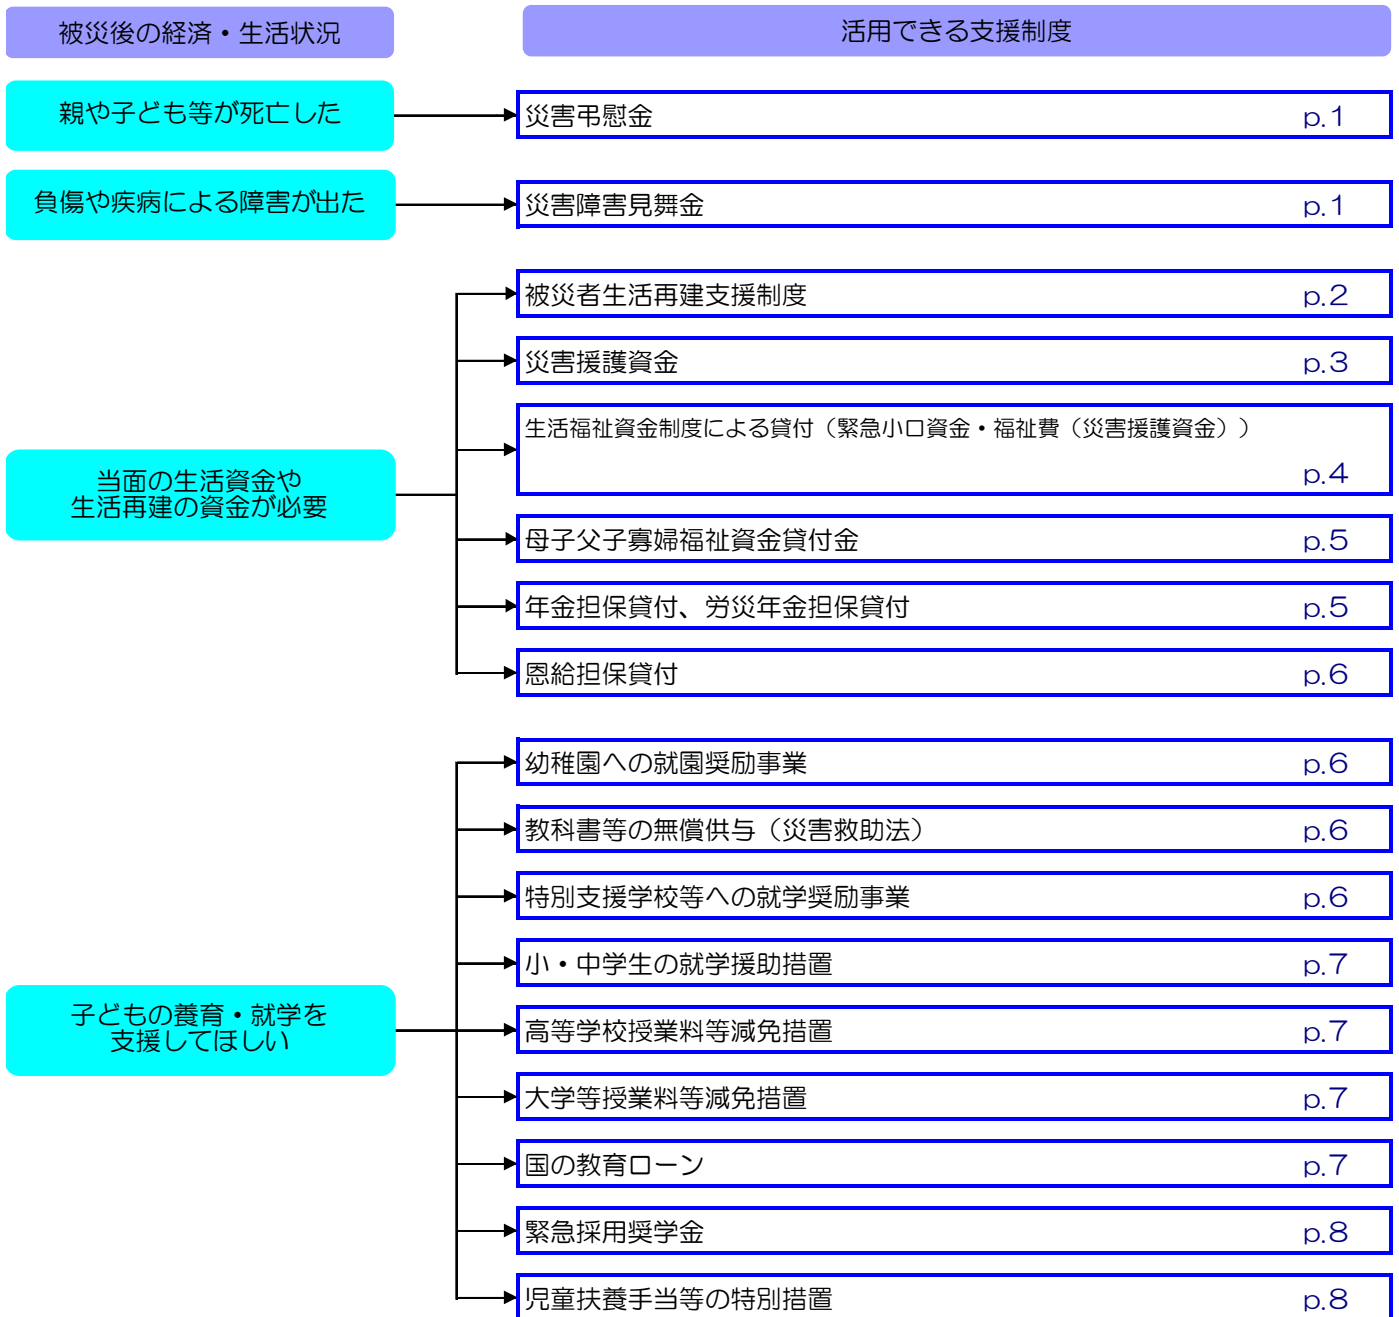 被災後の経済・生活状況
活用できる支援制度
親や子ども等が死亡した
災害弔慰金 p.1
負傷や疾病による障害が出た
災害障害見舞金 p.1
当面の生活資金や
生活再建の資金が必要
被災者生活再建支援制度 p.2
災害援護資金 p.3
生活福祉資金制度による貸付（緊急小口資金・福祉費（災害援護資金））
p.4
母子父子寡婦福祉資金貸付金 p.5
年金担保貸付、労災年金担保貸付 p.5
恩給担保貸付 p.6
子どもの養育・就学を
支援してほしい
幼稚園への就園奨励事業 p.6
教科書等の無償供与（災害救助法） p.6
特別支援学校等への就学奨励事業 p.6
小・中学生の就学援助措置 p.7
高等学校授業料等減免措置 p.7
大学等授業料等減免措置 p.7
国の教育ローン p.7
緊急採用奨学金 p.8
児童扶養手当等の特別措置 p.8